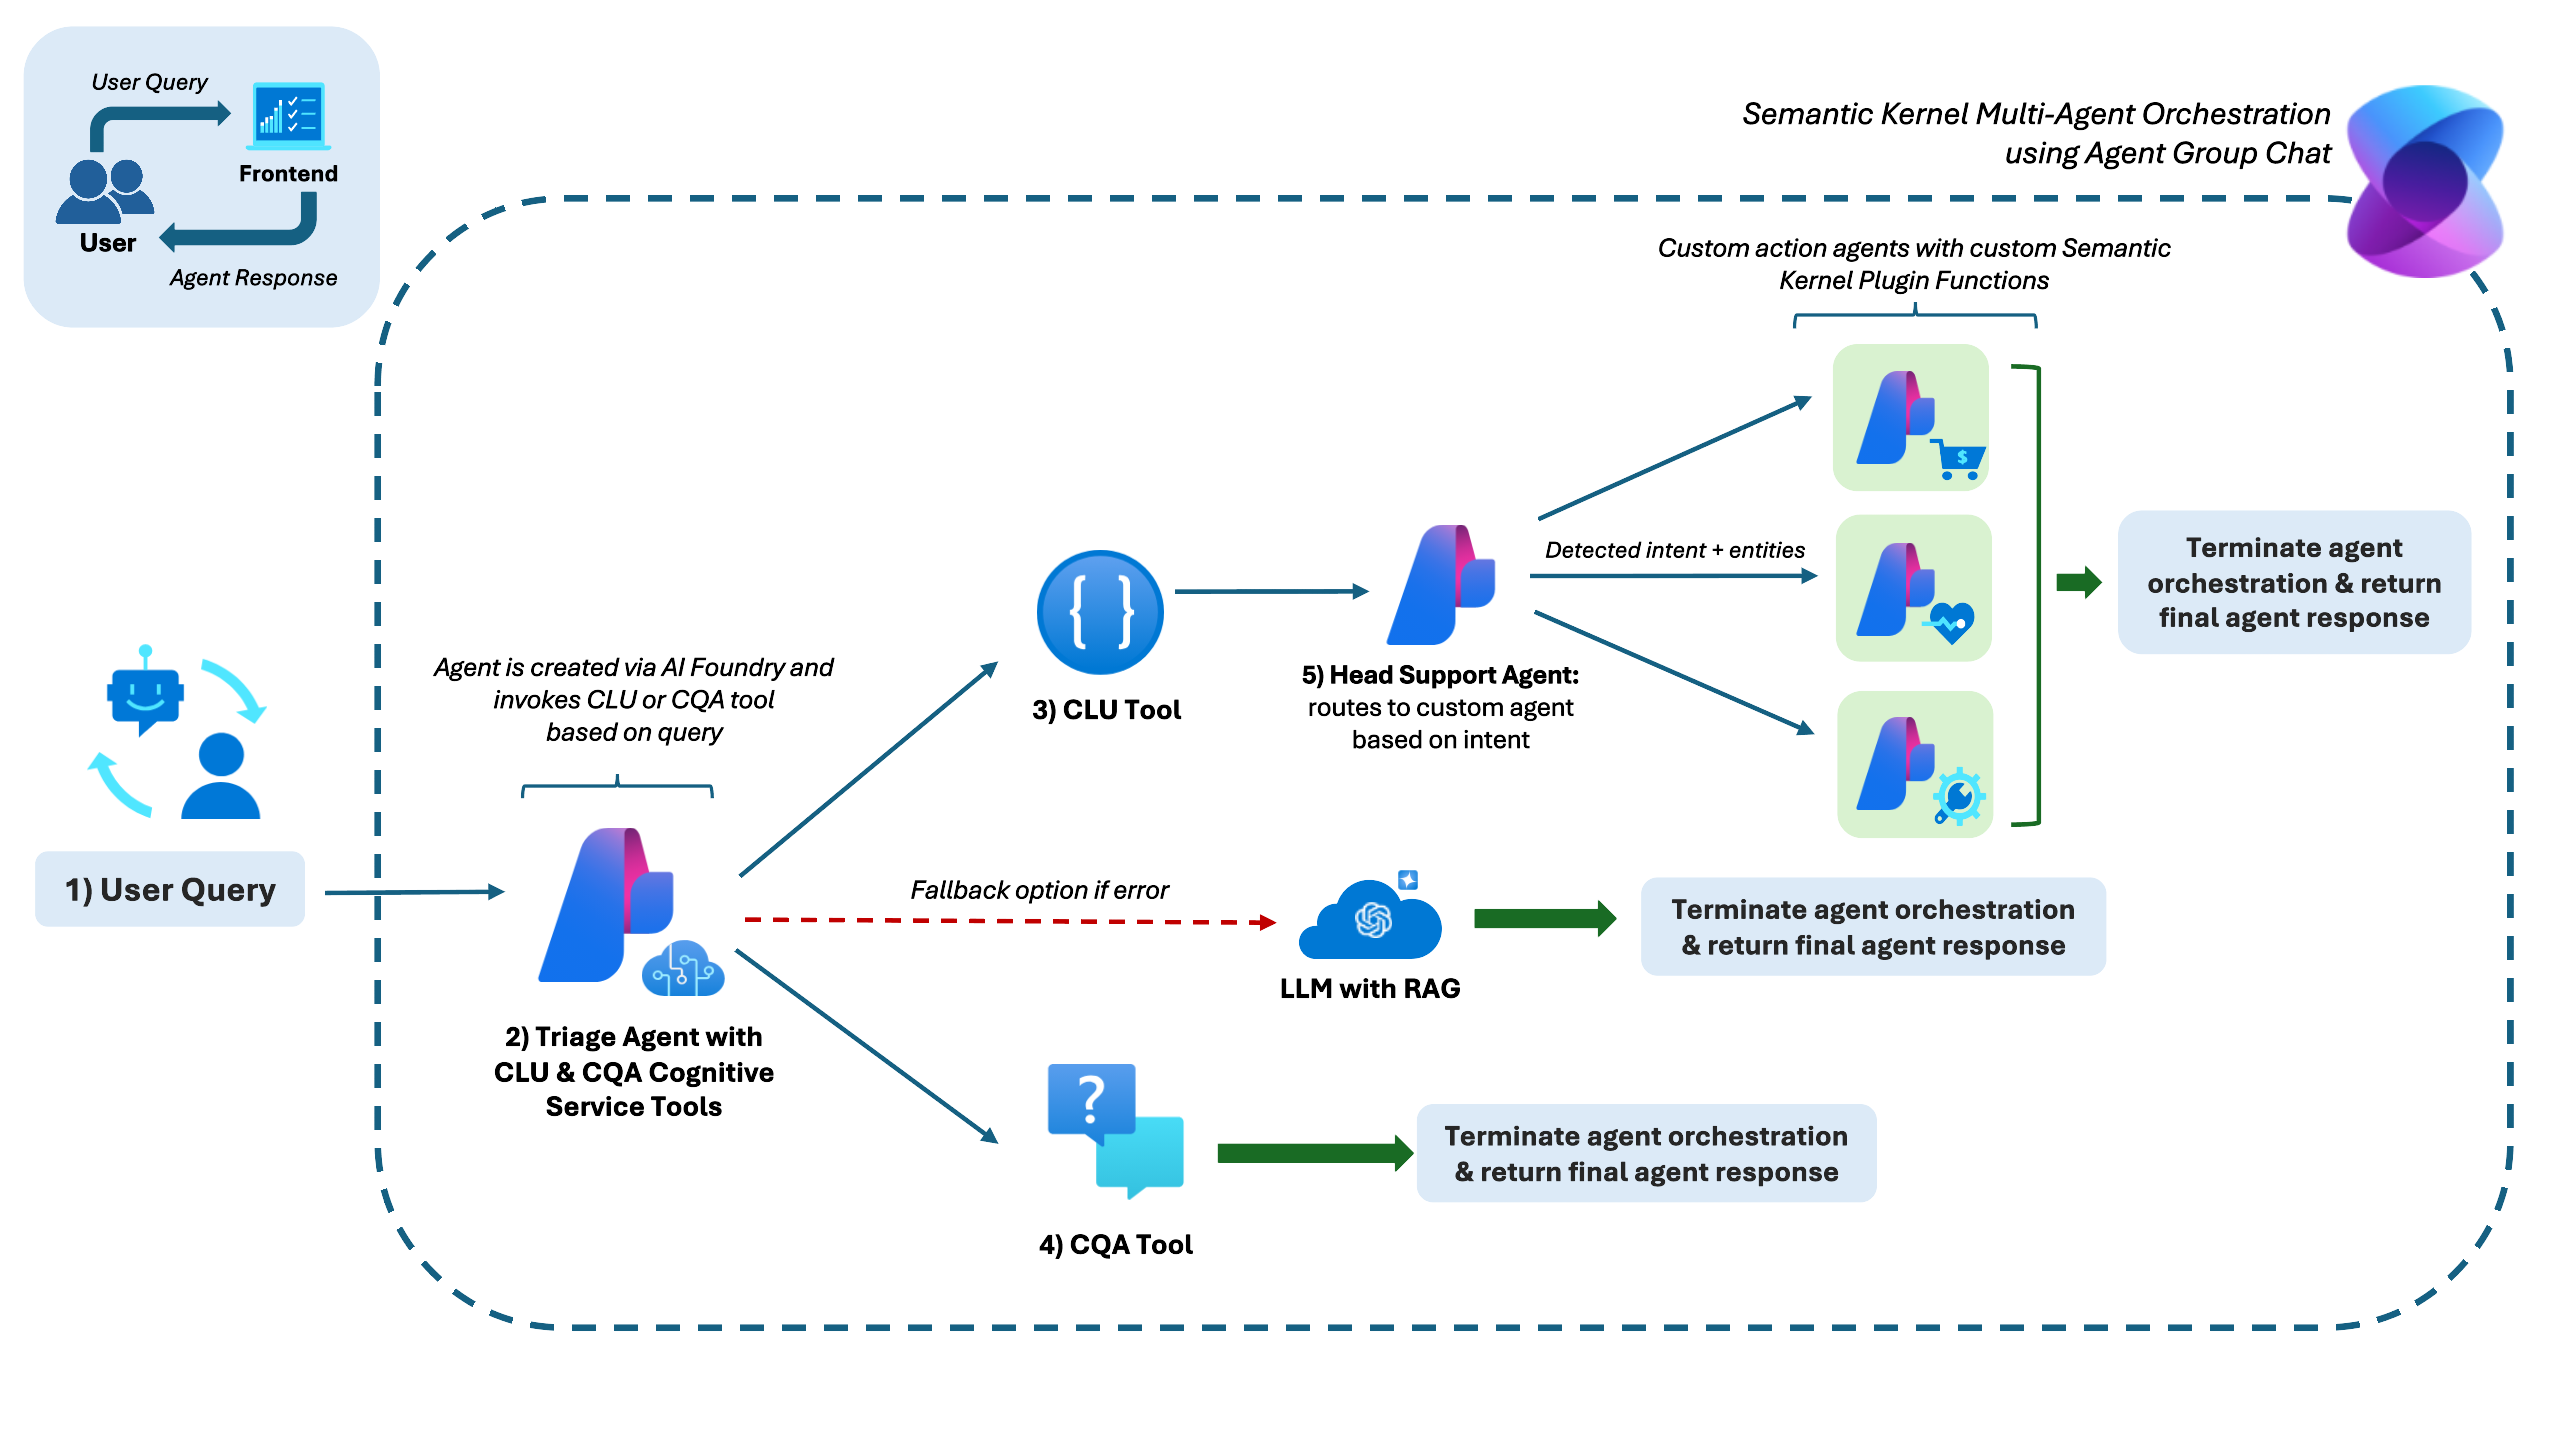 User Query
Frontend
User
Agent Response
Semantic Kernel Multi-Agent Orchestration
using Agent Group Chat
Custom action agents with custom Semantic
Kernel Plugin Functions
$
Detected intent + entities
Terminate agent
orchestration & return
final agent response
{ }
3) CLU Tool
5) Head Support Agent:
routes to custom agent
based on intent
Agent is created via AI Foundry and
invokes CLU or CQA tool
based on query
1) User Query
2) Triage Agent with
CLU & CQA Cognitive
Service Tools
Fallback option if error
LLM with RAG
Terminate agent orchestration
& return final agent response
?
4) CQA Tool
Terminate agent orchestration
& return final agent response